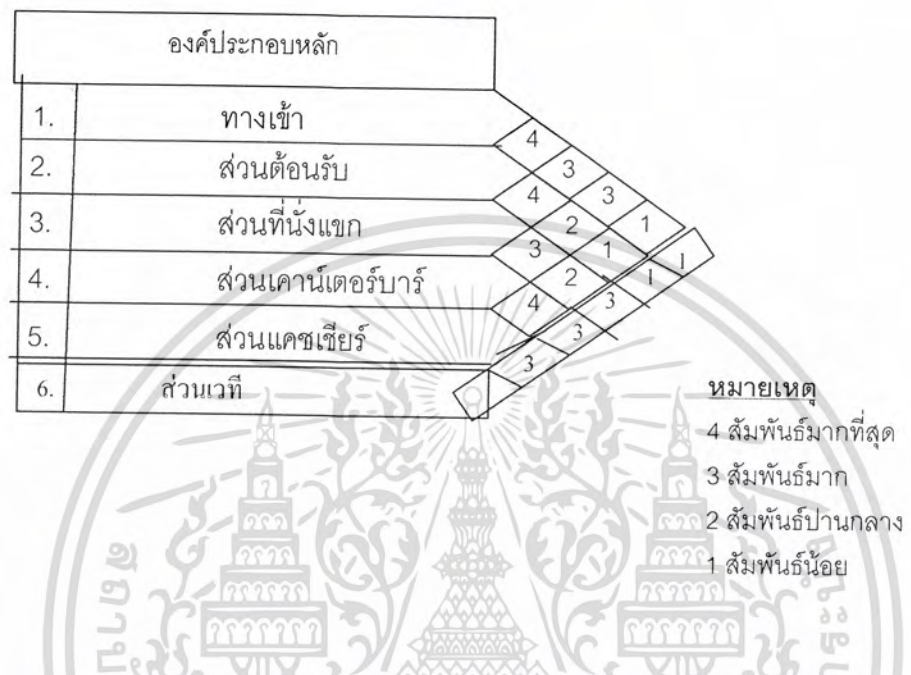 องค์ประกอบหลัก
1. ทางเข้า
4
2. ส่วนต้อนรับ
3
4 3
3. ส่วนที่นั่งแขก
2 1
3 1 1
4. ส่วนเคาน์เตอร์บาร์
2 1
4 3
5. ส่วนแคชเชียร์
3
3
6. ส่วนเวที
หมายเหตุ
4 สัมพันธ์มากที่สุด
3 สัมพันธ์มาก
2 สัมพันธ์ปานกลาง
1 สัมพันธ์น้อย